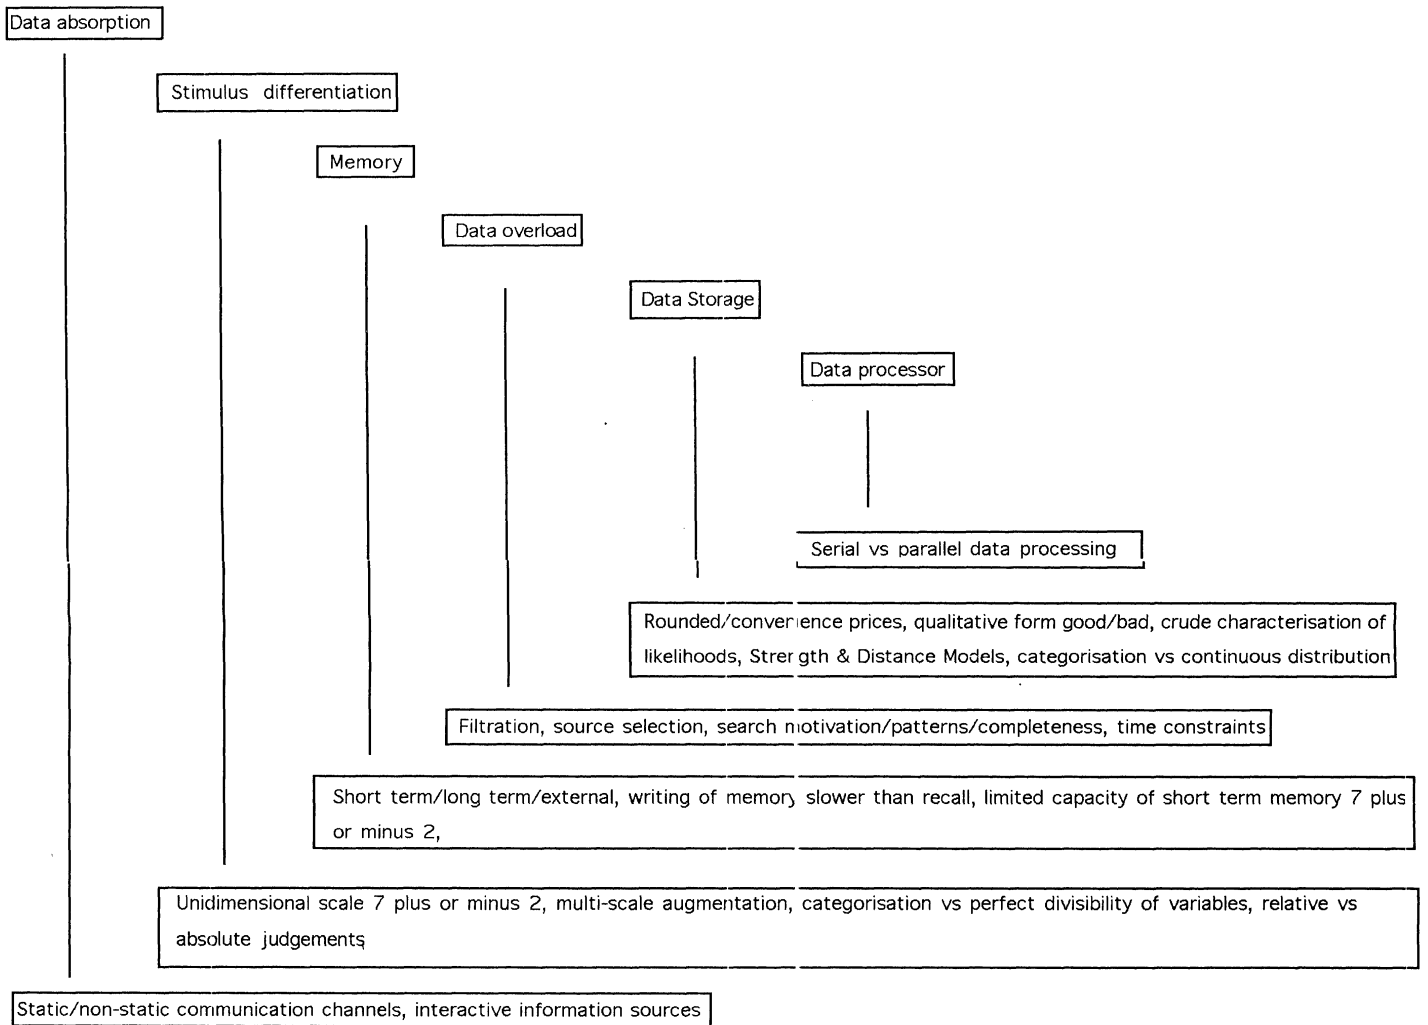 Data absorption
Stimulus differentiation
Memory
Data overload
Data Storage
Data processor
Serial vs parallel data processing
Rounded/convenience prices, qualitative form good/bad, crude characterisation of
likelihoods, Strength & Distance Models, categorisation vs continuous distribution
Filtration, source selection, search motivation/patterns/completeness, time constraints
Short term/long term/external, writing of memory slower than recall, limited capacity of short term memory 7 plus
or minus 2,
Unidimensional scale 7 plus or minus 2, multi-scale augmentation, categorisation vs perfect divisibility of variables, relative vs
absolute judgements
Static/non-static communication channels, interactive information sources